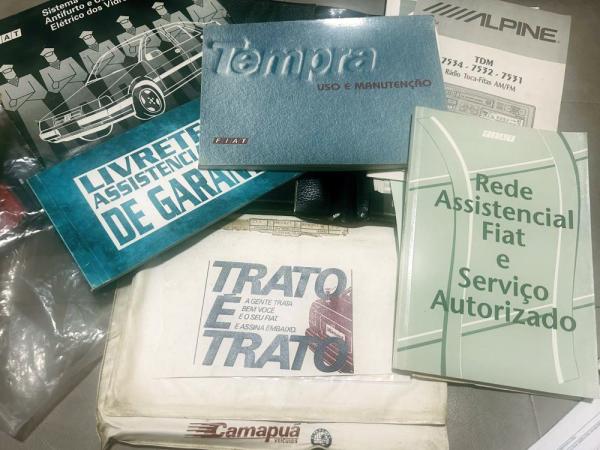 FIAT
Sistema
Antifurto e
Elétrico dos Vidros
Tempra
USO E MANUTENÇÃO
FIAT
ALPINE
TDM
7534 - 7532 - 7531
Rádio Toca-Fitas AM/FM
LIVRETE
ASSISTENCIA
DE GARAN
FIAT
Rede
Assistencial
Fiat
e
Serviço
Autorizado
TRATO
É
TRATO
A GENTE TRATA
BEM VOCÊ
E O SEU FIAT.
E ASSINA EMBAIXO.
Camapuã
veículos